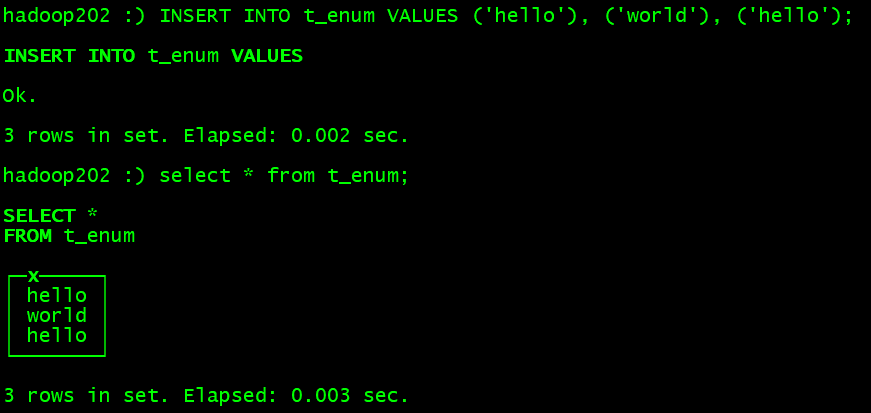 hadoop202 :) INSERT INTO t_enum VALUES ('hello'), ('world'), ('hello');
INSERT INTO t_enum VALUES
Ok.
3 rows in set. Elapsed: 0.002 sec.
hadoop202 :) select * from t_enum;
SELECT *
FROM t_enum
x
hello
world
hello
3 rows in set. Elapsed: 0.003 sec.